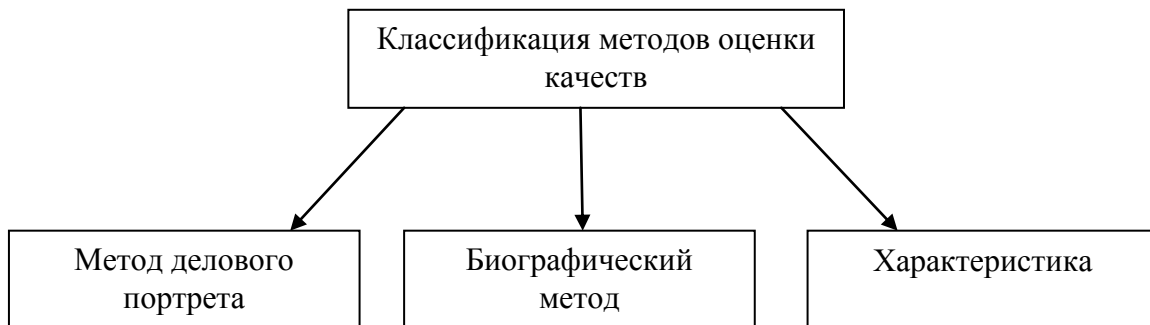 Классификация методов оценки
качеств
Метод делового
портрета
Биографический
метод
Характеристика